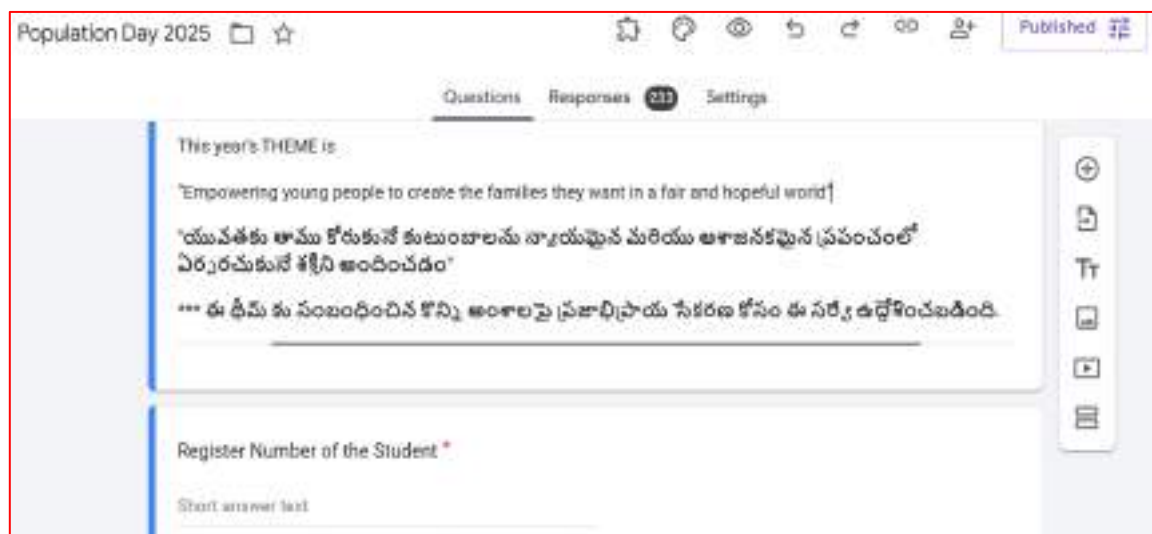 Population Day 2025
Published
Questions Responses 233 Settings
This year's THEME is
"Empowering young people to create the families they want in a fair and hopeful world"
"యువతకు తాము కోరుకునే కుటుంబాలను న్యాయమైన మరియు ఆశాజనకమైన ప్రపంచంలో
ఏర్పరచుకునే శక్తిని అందించడం"
*** ఈ థీమ్ కు సంబంధించిన కొన్ని అంశాలపై ప్రజాభిప్రాయ సేకరణ కోసం ఈ సర్వే ఉద్దేశించబడింది.
Register Number of the Student *
Short answer text